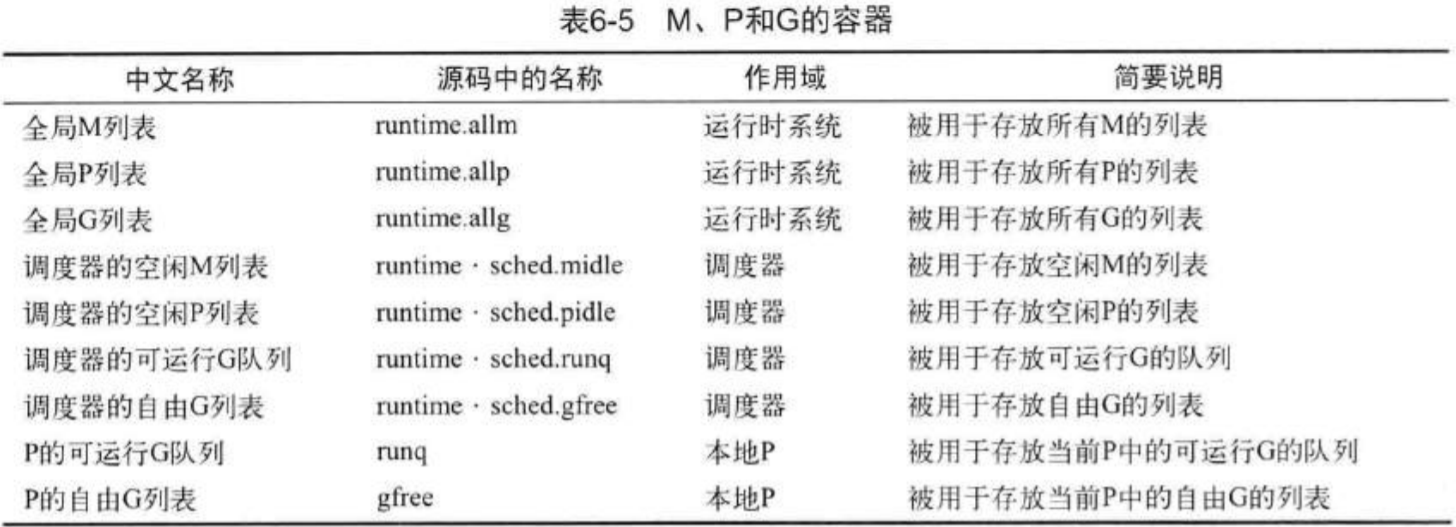 表6-5 M、P和G的容器
中文名称 源码中的名称 作用域 简要说明
全局M列表 runtime.allm 运行时系统 被用于存放所有M的列表
全局P列表 runtime.allp 运行时系统 被用于存放所有P的列表
全局G列表 runtime.allg 运行时系统 被用于存放所有G的列表
调度器的空闲M列表 runtime · sched.midle 调度器 被用于存放空闲M的列表
调度器的空闲P列表 runtime · sched.pidle 调度器 被用于存放空闲P的列表
调度器的可运行G队列 runtime · sched.runq 调度器 被用于存放可运行G的队列
调度器的自由G列表 runtime · sched.gfree 调度器 被用于存放自由G的列表
P的可运行G队列 runq 本地P 被用于存放当前P中的可运行G的队列
P的自由G列表 gfree 本地P 被用于存放当前P中的自由G的列表